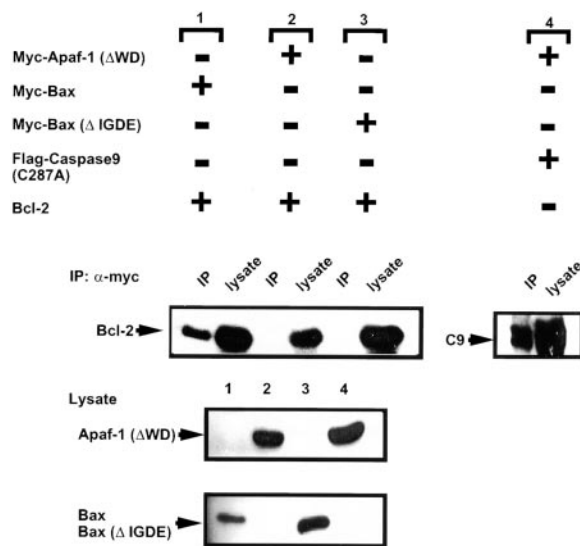 1 2 3 4
Myc-Apaf-1 (ΔWD) - + - +
Myc-Bax + - - -
Myc-Bax (Δ IGDE) - - + -
Flag-Caspase9 (C287A) - - - +
Bcl-2 + + + -
IP: α-myc IP lysate IP lysate IP lysate IP lysate
Bcl-2 C9
Lysate 1 2 3 4
Apaf-1 (ΔWD)
Bax
Bax (Δ IGDE)